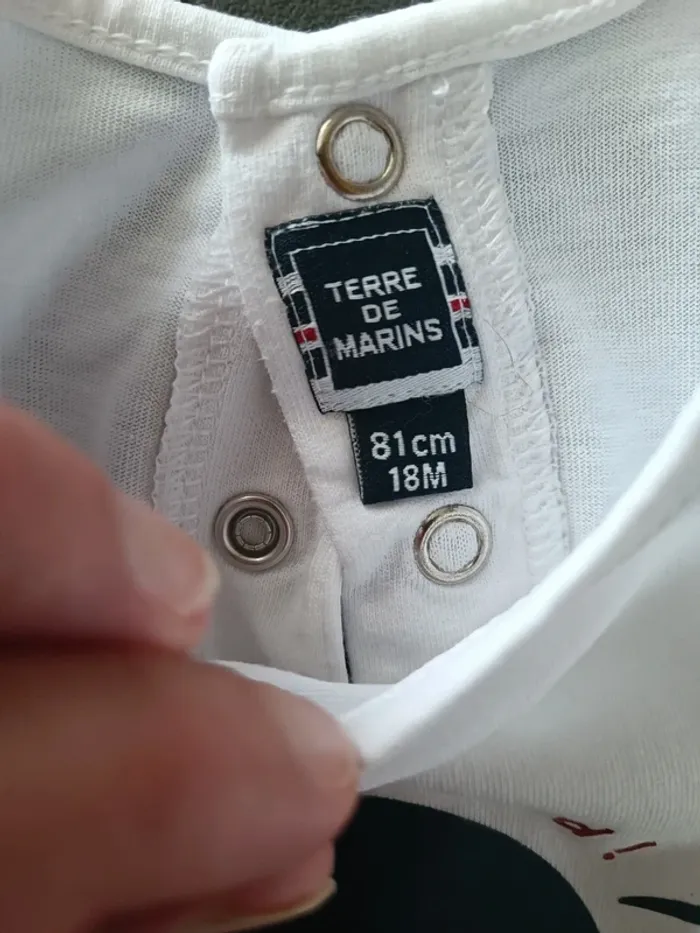 TERRE
DE
MARINS
81cm
18M